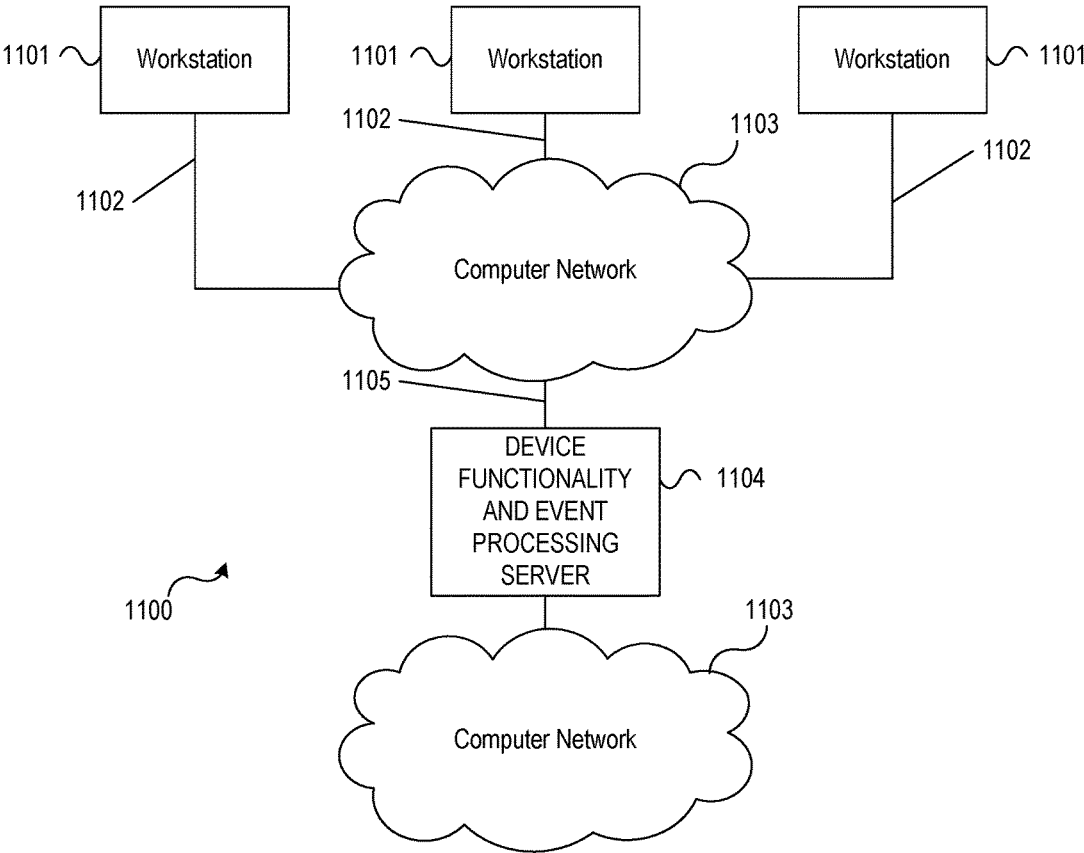 1101
Workstation
1101
Workstation
Workstation
1101
1102
1103
1102
1102
Computer Network
1105
DEVICE
FUNCTIONALITY
AND EVENT
PROCESSING
SERVER
1104
1100
1103
Computer Network